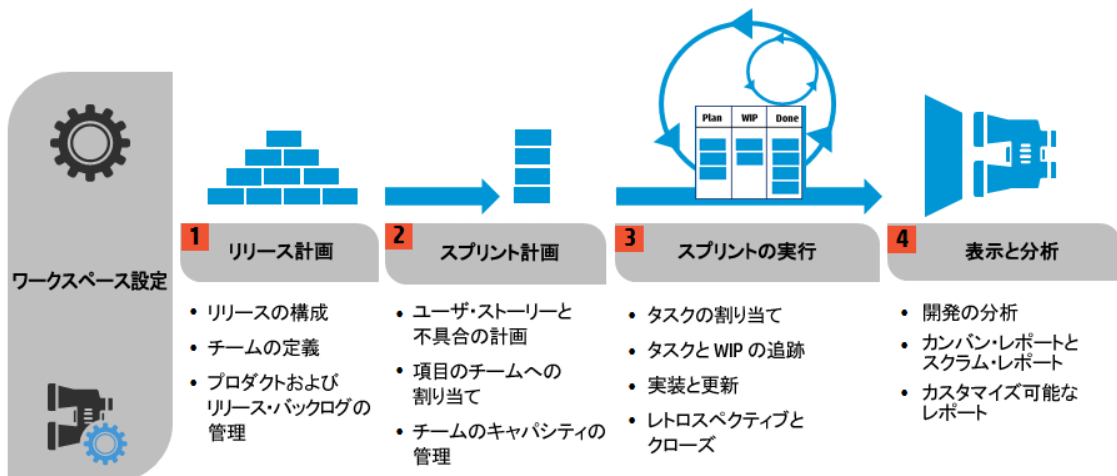 ワークスペース設定
Plan
WIP
Done
1
リリース計画
• リリースの構成
• チームの定義
• プロダクトおよび
リリース・バックログの
管理
2
スプリント計画
• ユーザ・ストーリーと
不具合の計画
• 項目のチームへの
割り当て
• チームのキャパシティの
管理
3
スプリントの実行
• タスクの割り当て
• タスクと WIP の追跡
• 実装と更新
• レトロスペクティブと
クローズ
4
表示と分析
• 開発の分析
• カンバン・レポートと
スクラム・レポート
• カスタマイズ可能な
レポート